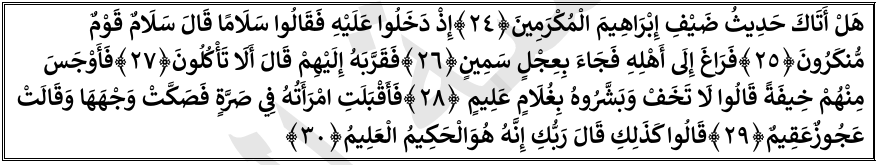 هَلْ أَتَاكَ حَدِيثُ ضَيْفِ إِبْرَاهِيمَ الْمُكْرَمِينَ﴿٢٤﴾إِذْ دَخَلُوا عَلَيْهِ فَقَالُوا سَلَامًا قَالَ سَلَامٌ قَوْمٌ
مُّنكَرُونَ﴿٢٥﴾فَرَاغَ إِلَى أَهْلِهِ فَجَاءَ بِعِجْلٍ سَمِينٍ﴿٢٦﴾فَقَرَّبَهُ إِلَيْهِمْ قَالَ أَلَا تَأْكُلُونَ﴿٢٧﴾فَأَوْجَسَ
مِنْهُمْ خِيفَةً قَالُوا لَا تَخَفْ وَبَشَّرُوهُ بِغُلَامٍ عَلِيمٍ ﴿٢٨﴾فَأَقْبَلَتِ امْرَأَتُهُ فِي صَرَّةٍ فَصَكَّتْ وَجْهَهَا وَقَالَتْ
عَجُوزٌعَقِيمٌ﴿٢٩﴾قَالُوا كَذَلِكِ قَالَ رَبُّكِ إِنَّهُ هُوَالْحَكِيمُ الْعَلِيمُ﴿٣٠﴾